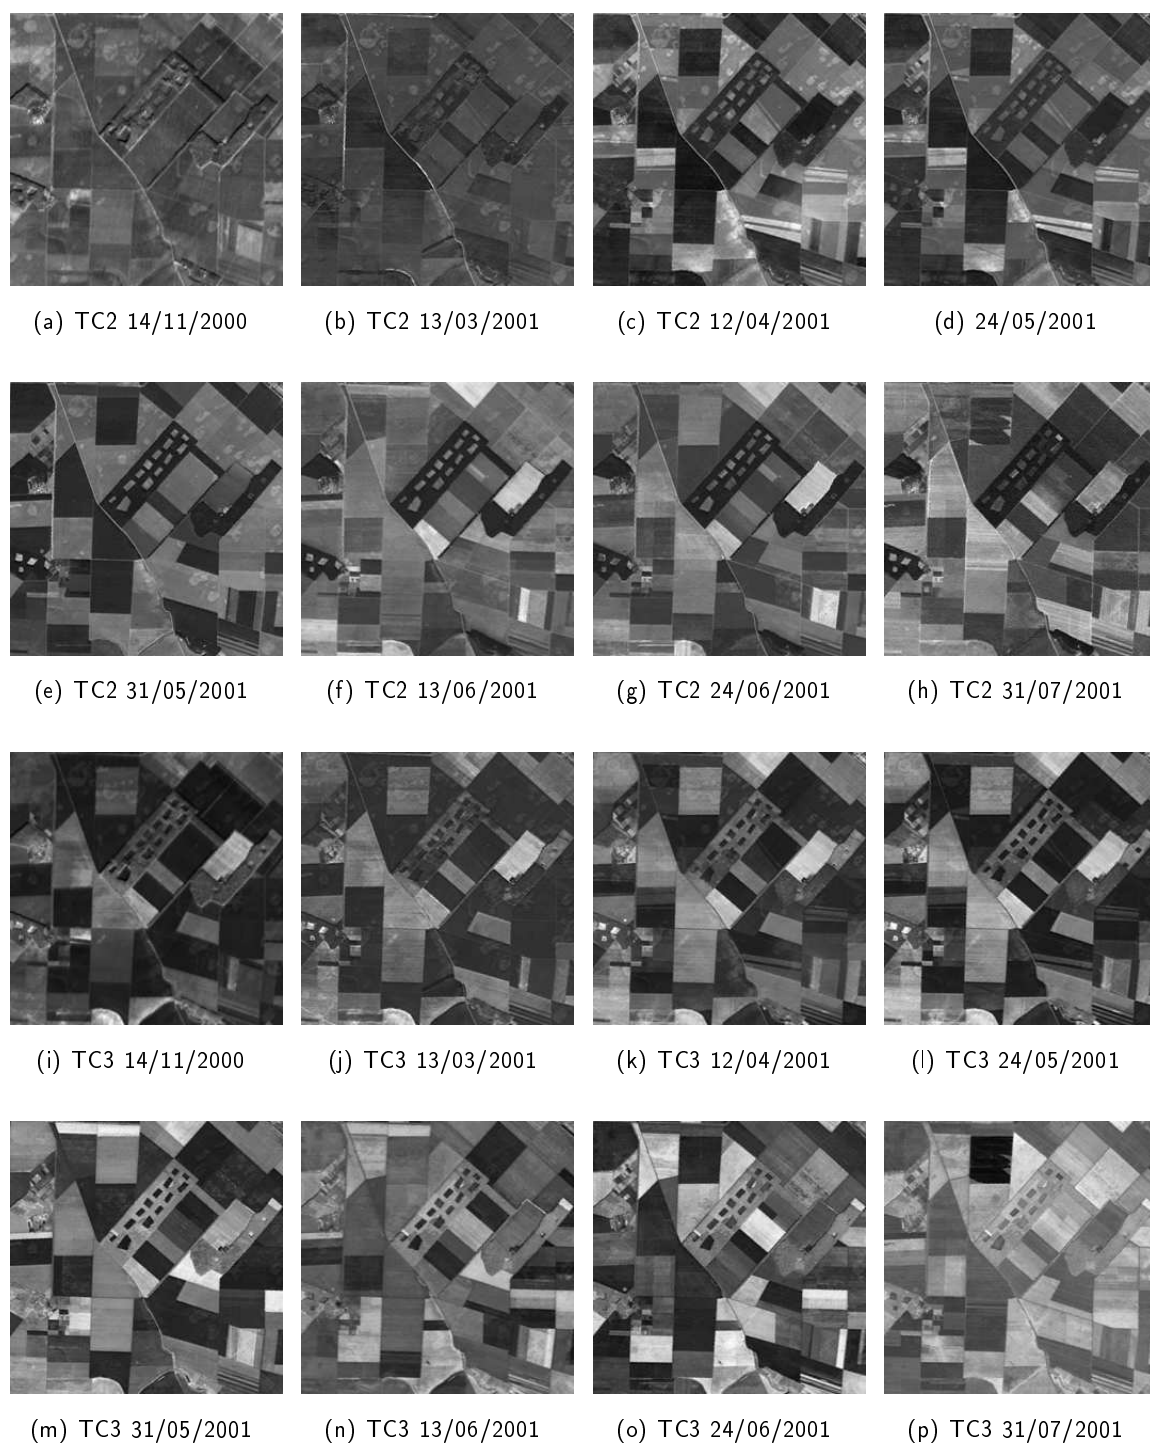 (a) TC2 14/11/2000 (b) TC2 13/03/2001 (c) TC2 12/04/2001 (d) 24/05/2001
(e) TC2 31/05/2001 (f) TC2 13/06/2001 (g) TC2 24/06/2001 (h) TC2 31/07/2001
(i) TC3 14/11/2000 (j) TC3 13/03/2001 (k) TC3 12/04/2001 (l) TC3 24/05/2001
(m) TC3 31/05/2001 (n) TC3 13/06/2001 (o) TC3 24/06/2001 (p) TC3 31/07/2001